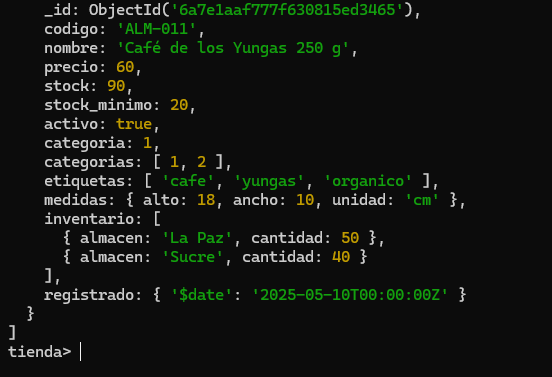 _id: ObjectId('6a7e1aaf777f630815ed3465'),
codigo: 'ALM-011',
nombre: 'Café de los Yungas 250 g',
precio: 60,
stock: 90,
stock_minimo: 20,
activo: true,
categoria: 1,
categorias: [ 1, 2 ],
etiquetas: [ 'cafe', 'yungas', 'organico' ],
medidas: { alto: 18, ancho: 10, unidad: 'cm' },
inventario: [
{ almacen: 'La Paz', cantidad: 50 },
{ almacen: 'Sucre', cantidad: 40 }
],
registrado: { '$date': '2025-05-10T00:00:00Z' }
}
]
tienda>